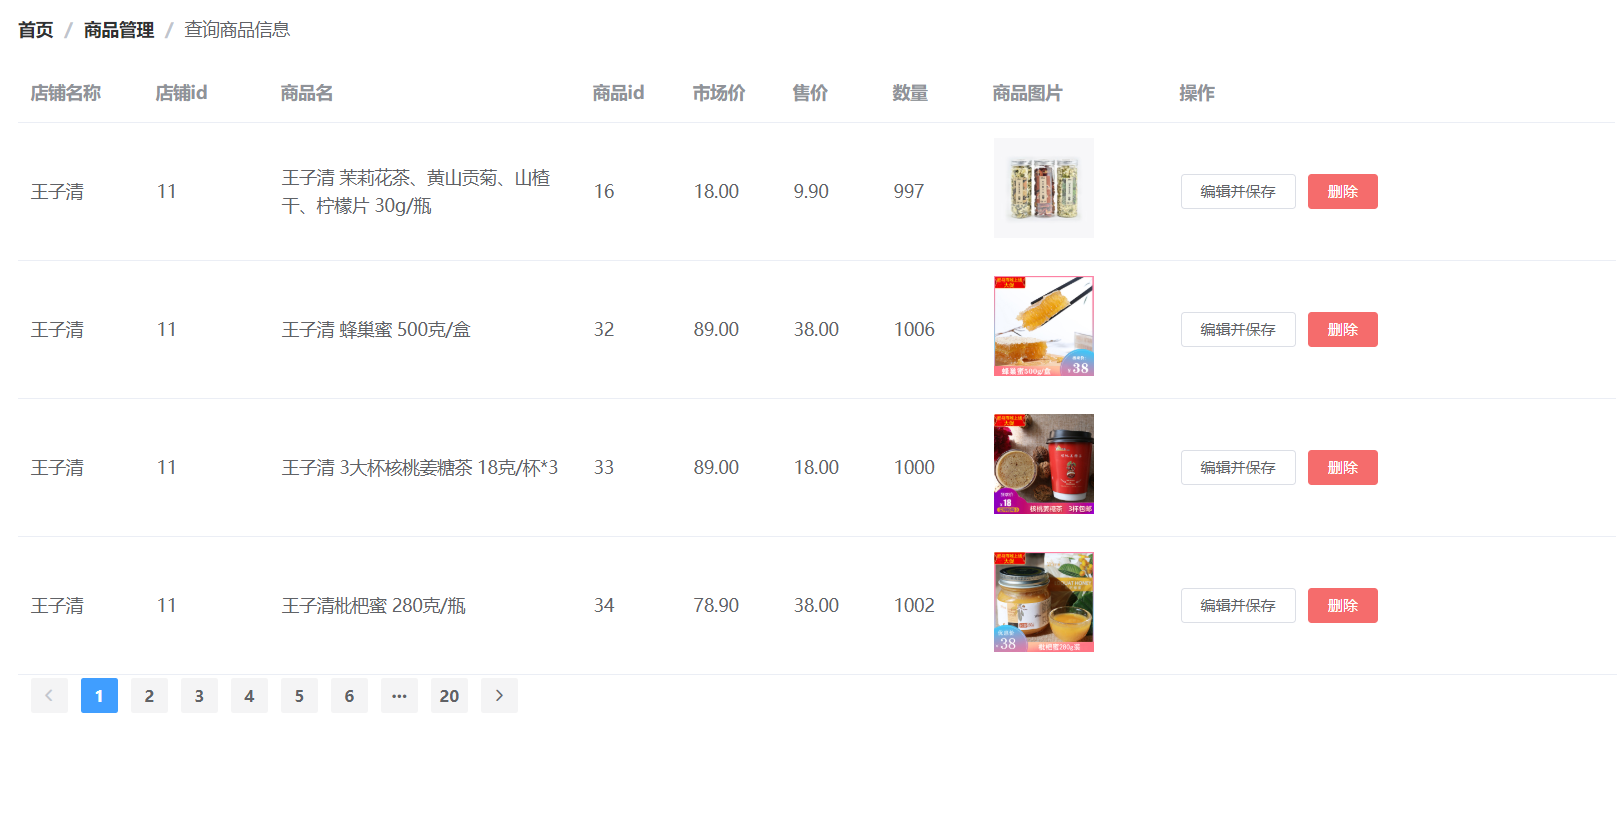 首页 / 商品管理 / 查询商品信息
店铺名称 店铺id 商品名 商品id 市场价 售价 数量 商品图片 操作
王子清 11 王子清 茉莉花茶、黄山贡菊、山楂
干、柠檬片 30g/瓶 16 18.00 9.90 997 编辑并保存 删除
王子清 11 王子清 蜂巢蜜 500克/盒 32 89.00 38.00 1006 编辑并保存 删除
蜂巢蜜500g/盒 38
王子清 11 王子清 3大杯核桃姜糖茶 18克/杯*3 33 89.00 18.00 1000 编辑并保存 删除
18
核桃姜糖茶 3杯包邮
王子清 11 王子清枇杷蜜 280克/瓶 34 78.90 38.00 1002 编辑并保存 删除
38
1 2 3 4 5 6 ··· 20